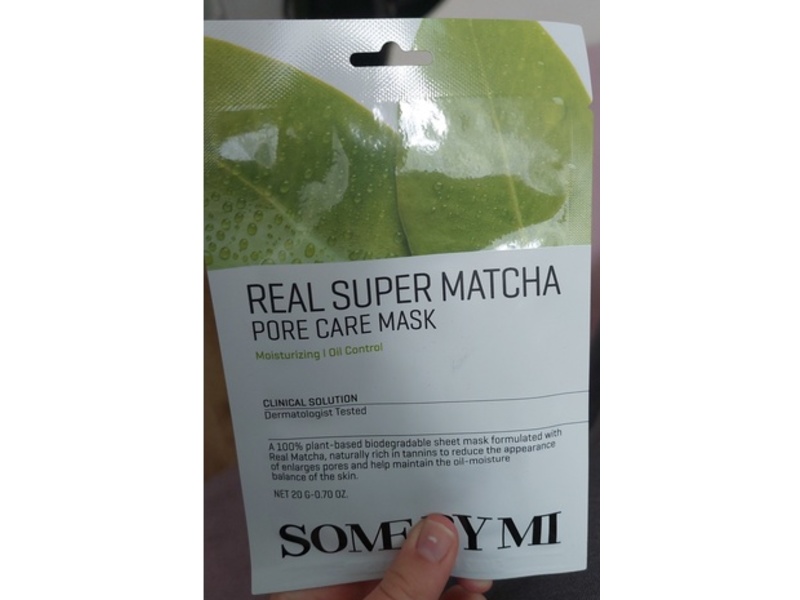 REAL SUPER MATCHA
PORE CARE MASK
Moisturizing | Oil Control
CLINICAL SOLUTION
Dermatologist Tested
A 100% plant-based biodegradable sheet mask formulated with
Real Matcha, naturally rich in tannins to reduce the appearance
of enlarges pores and help maintain the oil-moisture
balance of the skin.
NET 20 G-0.70 OZ.
SOME Y MI